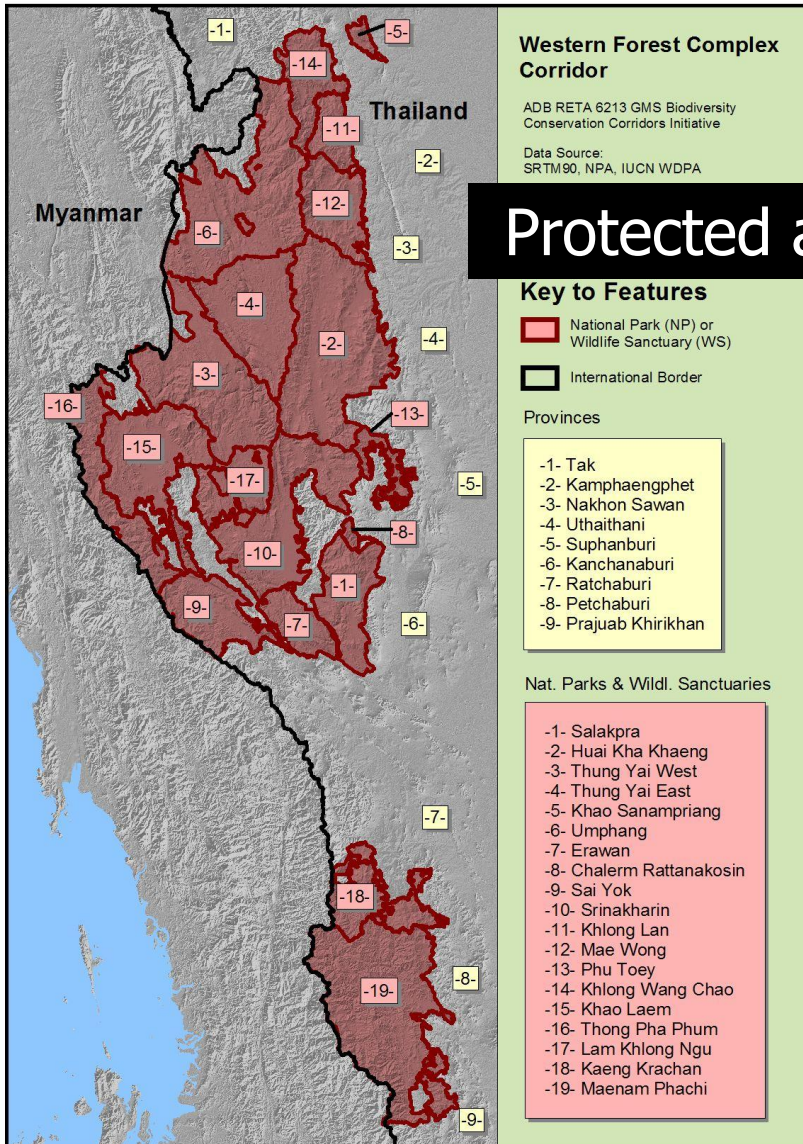 Western Forest Complex
Corridor
ADB RETA 6213 GMS Biodiversity
Conservation Corridors Initiative
Data Source:
SRTM90, NPA, IUCN WDPA
Protected a
Key to Features
National Park (NP) or
Wildlife Sanctuary (WS)
International Border
Provinces
-1- Tak
-2- Kamphaengphet
-3- Nakhon Sawan
-4- Uthaithani
-5- Suphanburi
-6- Kanchanaburi
-7- Ratchaburi
-8- Petchaburi
-9- Prajuab Khirikhan
Nat. Parks & Wildl. Sanctuaries
-1- Salakpra
-2- Huai Kha Khaeng
-3- Thung Yai West
-4- Thung Yai East
-5- Khao Sanampriang
-6- Umphang
-7- Erawan
-8- Chalerm Rattanakosin
-9- Sai Yok
-10- Srinakharin
-11- Khlong Lan
-12- Mae Wong
-13- Phu Toey
-14- Khlong Wang Chao
-15- Khao Laem
-16- Thong Pha Phum
-17- Lam Khlong Ngu
-18- Kaeng Krachan
-19- Maenam Phachi
-1-
-5-
-14-
Thailand
-11-
-2-
-12-
Myanmar
-6-
-3-
-4-
-2-
-4-
-3-
-16-
-13-
-15-
-17-
-5-
-8-
-10-
-1-
-9-
-7-
-6-
-7-
-18-
-8-
-19-
-9-